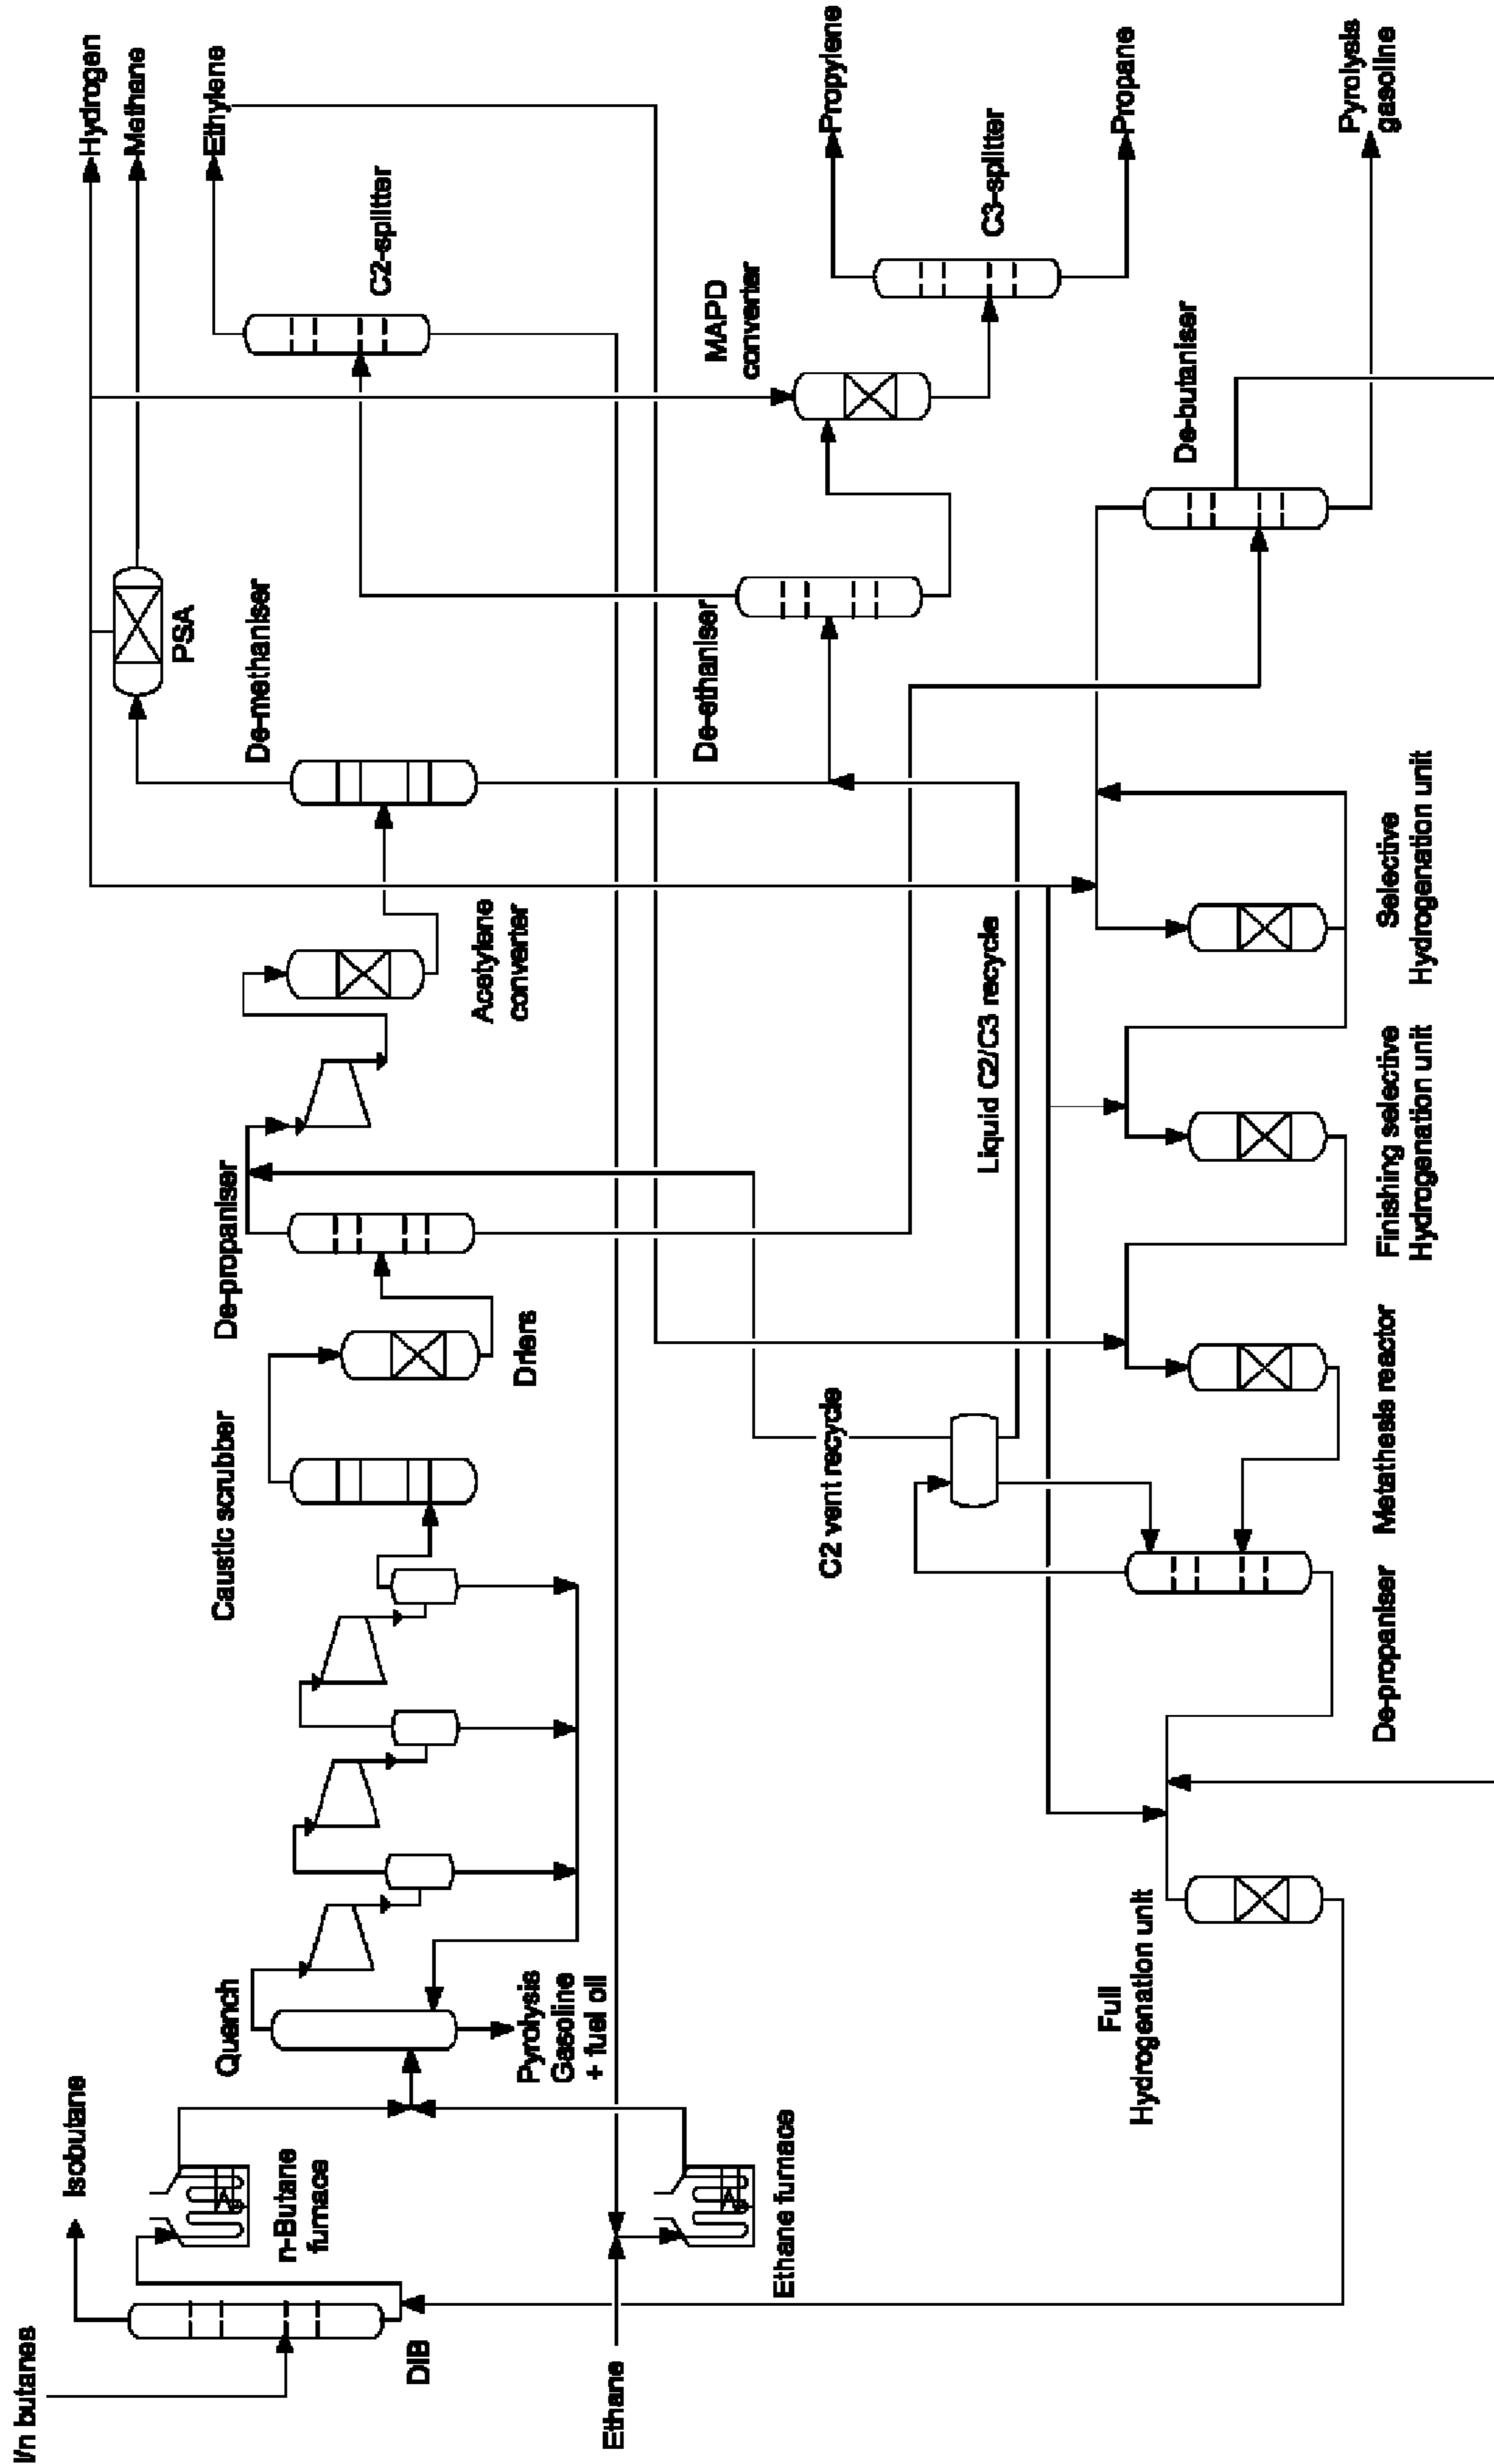 I/n butanes
Isobutane
DIB
n-Butane
furnace
Ethane
Ethane furnace
Quench
Pyrolysis
Gasoline
+ fuel oil
Caustic scrubber
Driers
De-propaniser
Acetylene
converter
De-methaniser
PSA
Hydrogen
Methane
Ethylene
C2-splitter
De-ethaniser
MAPD
converter
C3-splitter
Propylene
Propane
De-butaniser
Pyrolysis
gasoline
C2 vent recycle
Liquid C2/C3 recycle
Full
Hydrogenation unit
De-propaniser
Metathesis reactor
Finishing selective
Hydrogenation unit
Selective
Hydrogenation unit